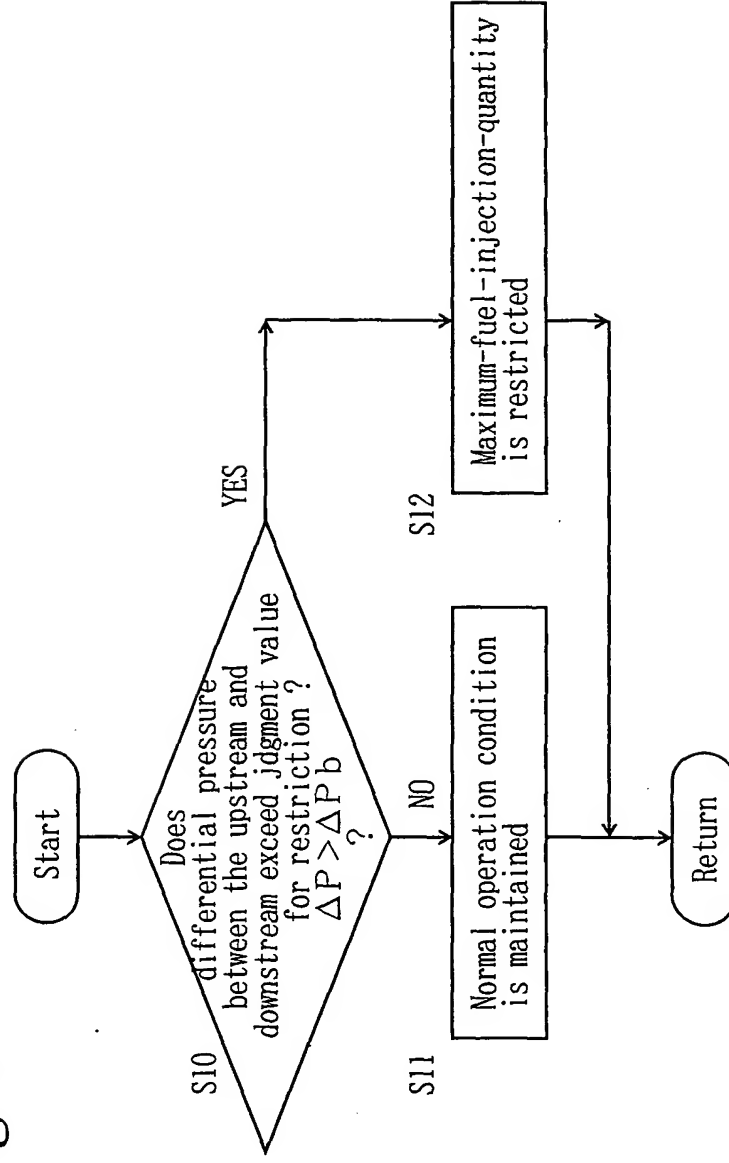 Start
S10
Does
differential pressure
between the upstream and
downstream exceed jdgment value
for restriction ?
ΔP>ΔPb
?
YES
NO
S11
Normal operation condition
is maintained
S12
Maximum-fuel-injection-quantity
is restricted
Return